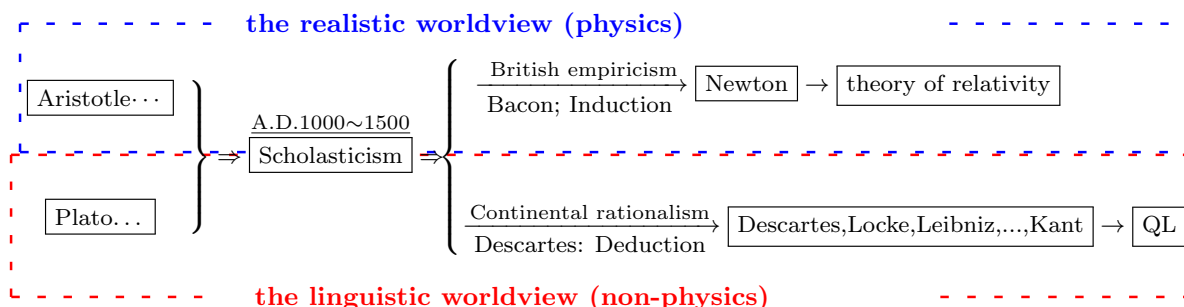 the realistic worldview (physics)
British empiricism
Aristotle··· Newton → theory of relativity
Bacon; Induction
A.D.1000~1500
⇒ Scholasticism ⇒
Continental rationalism
Plato... Descartes,Locke,Leibniz,...,Kant → QL
Descartes: Deduction
the linguistic worldview (non-physics)